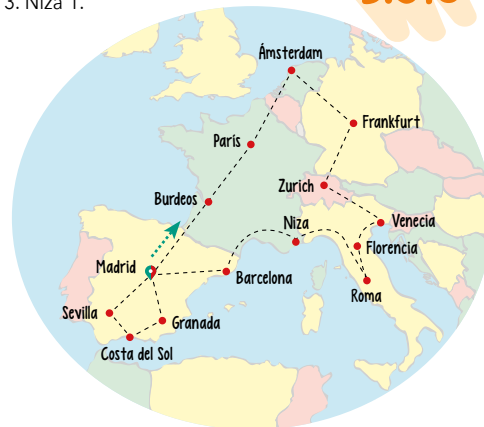 3. Niza 1.
Ámsterdam
Frankfurt
París
Zurich
Burdeos
Venecia
Niza
Florencia
Madrid
Barcelona
Roma
Sevilla
Granada
Costa del Sol